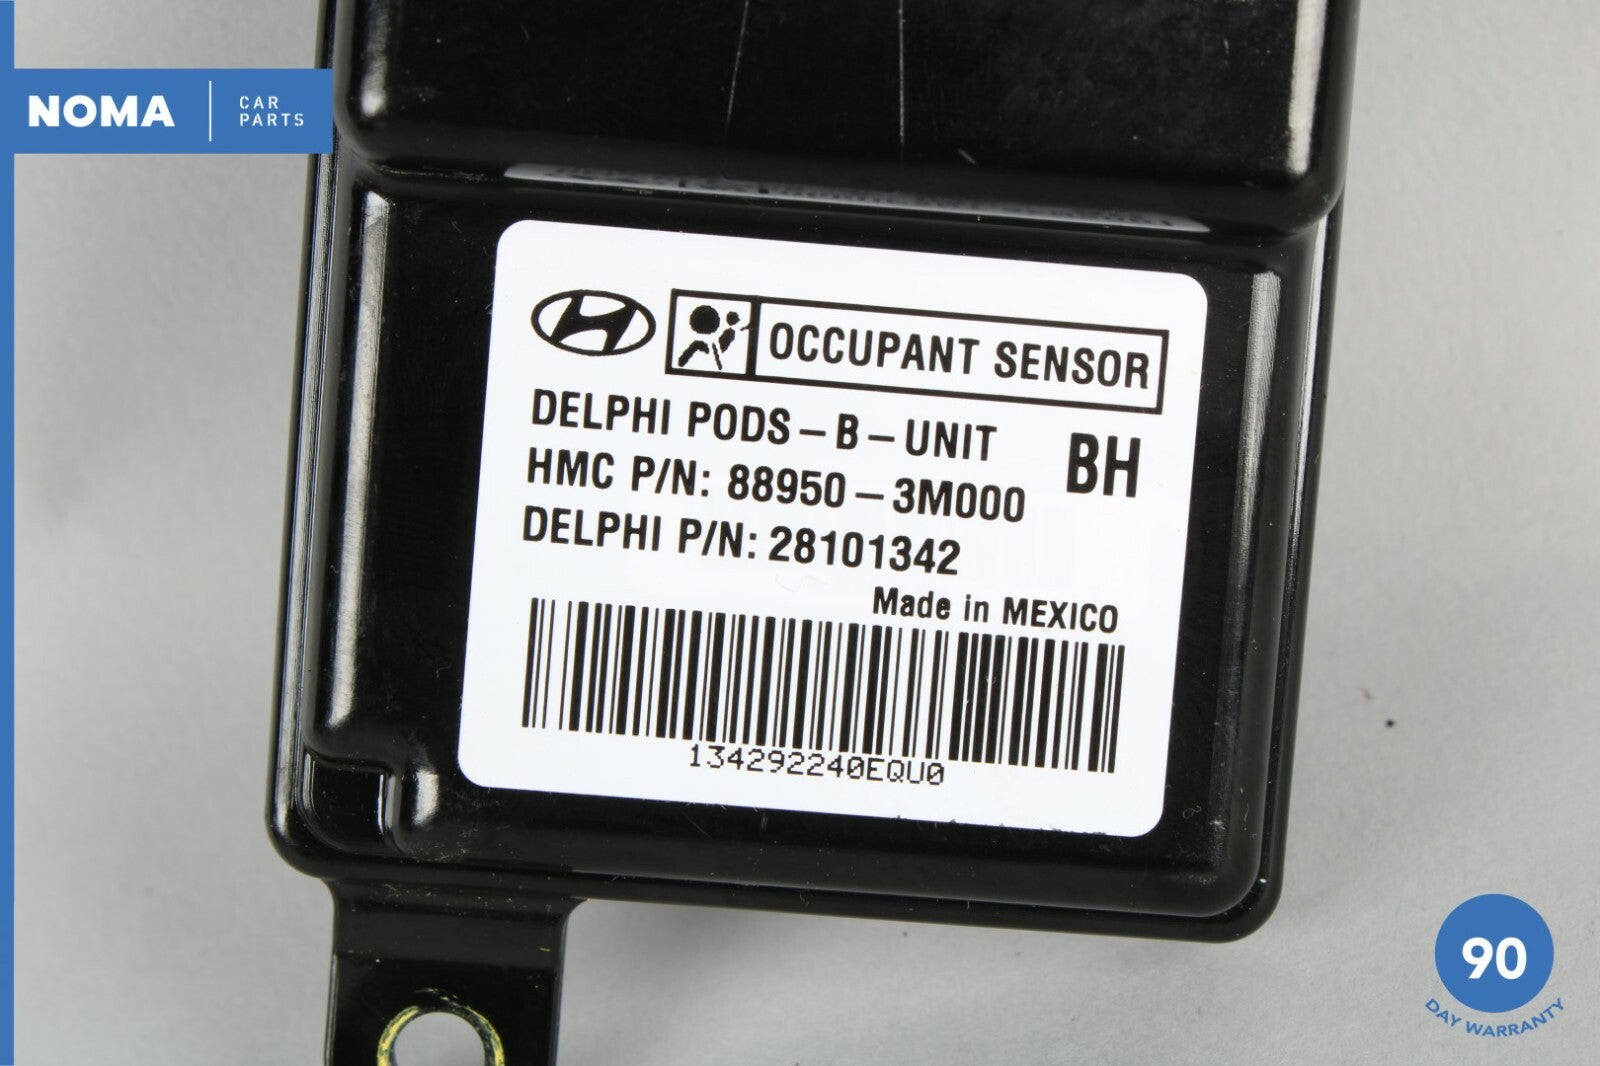 NOMA
CAR
PARTS
OCCUPANT SENSOR
DELPHI PODS-B-UNIT
BH
HMC P/N: 88950-3M000
DELPHI P/N: 28101342
Made in MEXICO
134292240EQU0
90
DAY WARRANTY